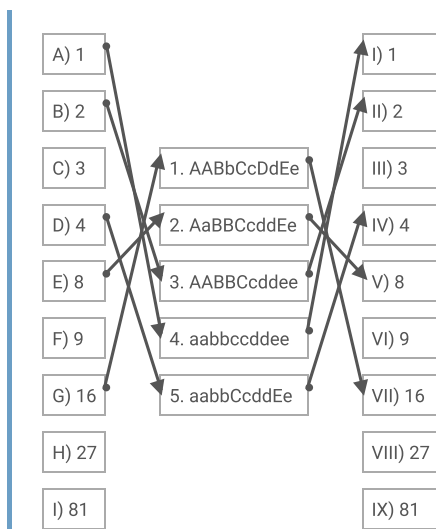 A) 1
B) 2
C) 3
D) 4
E) 8
F) 9
G) 16
H) 27
I) 81
1. AABbCcDdEe
2. AaBBCcddEe
3. AABBCcddee
4. aabbccddee
5. aabbCcddEe
I) 1
II) 2
III) 3
IV) 4
V) 8
VI) 9
VII) 16
VIII) 27
IX) 81